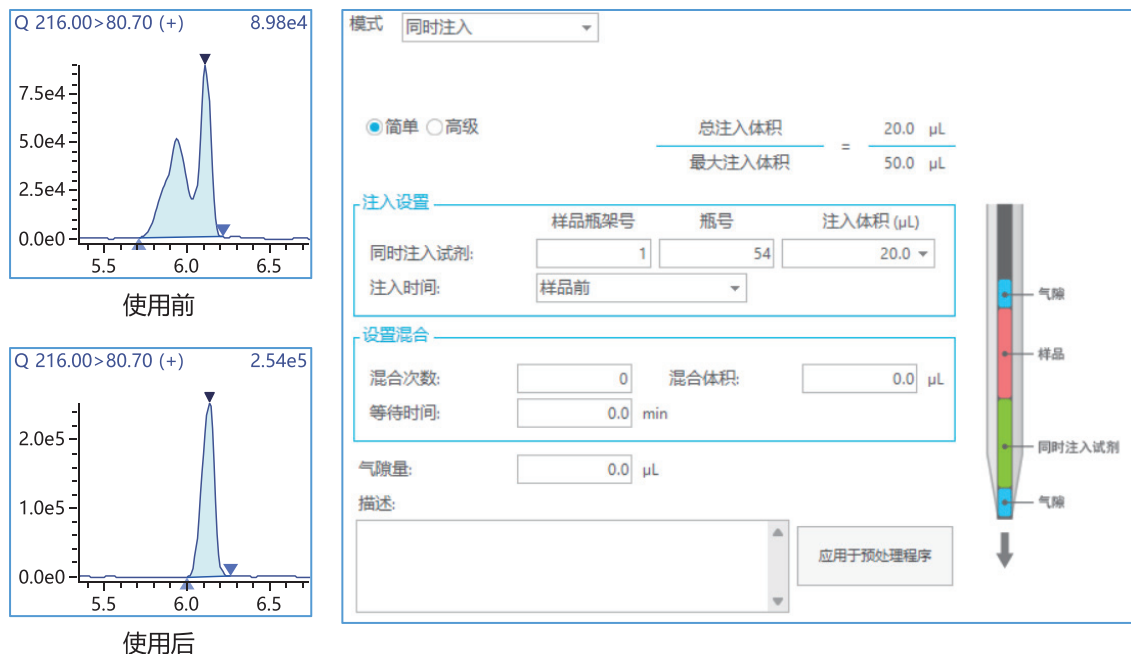 Q 216.00>80.70 (+) 8.98e4
7.5e4
5.0e4
2.5e4
0.0e0
5.5 6.0 6.5
使用前
Q 216.00>80.70 (+) 2.54e5
2.0e5
1.0e5
0.0e0
5.5 6.0 6.5
使用后
模式 同时注入
简单 高级
总注入体积 = 20.0 µL
最大注入体积 50.0 µL
注入设置
样品瓶架号 瓶号 注入体积 (µL)
同时注入试剂: 1 54 20.0
注入时间: 样品前
设置混合
混合次数: 0 混合体积: 0.0 µL
等待时间: 0.0 min
气隙量: 0.0 µL
描述:
应用于预处理程序
气隙
样品
同时注入试剂
气隙